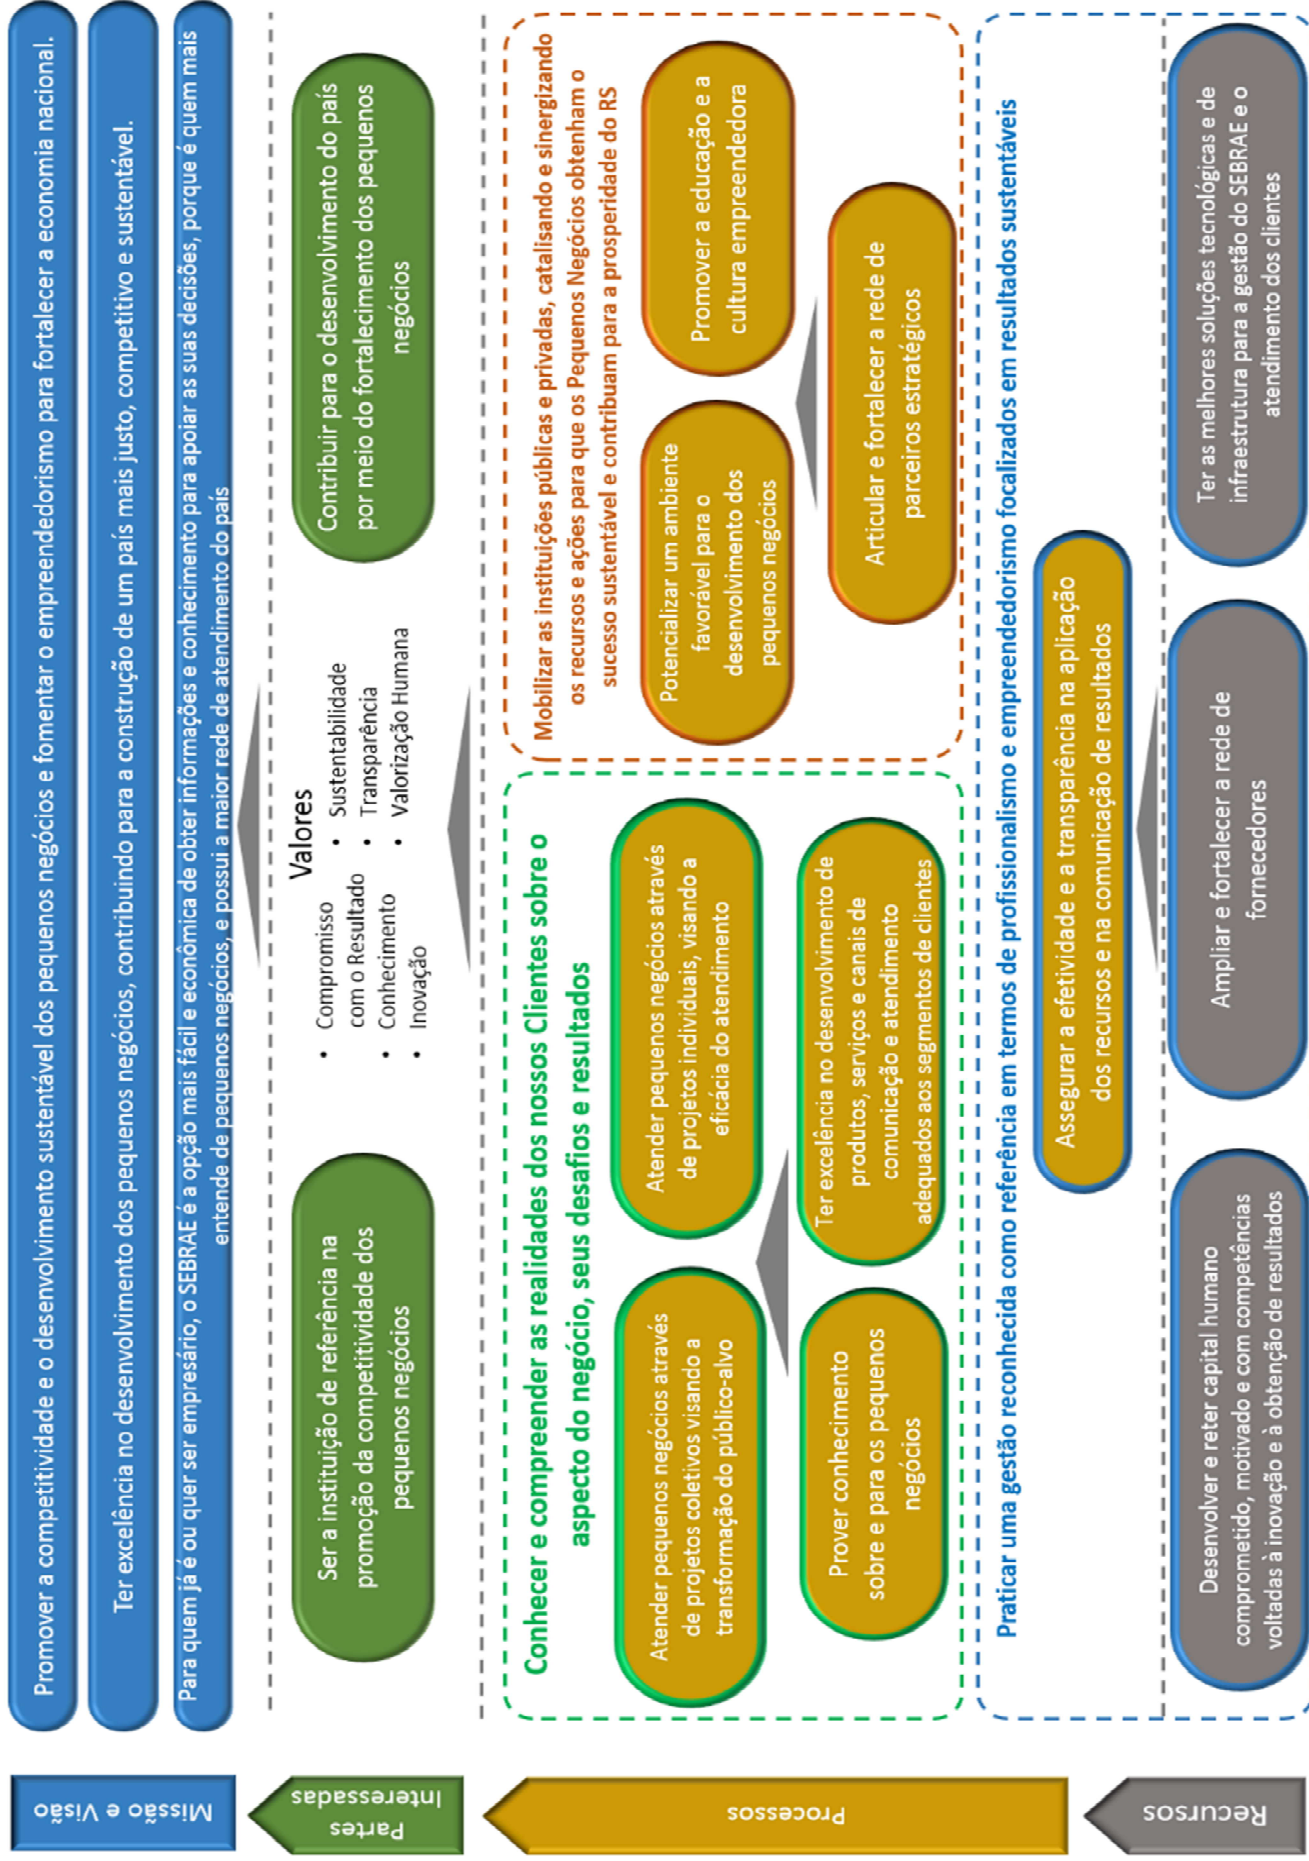 Missão e Visão
Promover a competitividade e o desenvolvimento sustentável dos pequenos negócios e fomentar o empreendedorismo para fortalecer a economia nacional.
Ter excelência no desenvolvimento dos pequenos negócios, contribuindo para a construção de um país mais justo, competitivo e sustentável.
Para quem já é ou quer ser empresário, o SEBRAE é a opção mais fácil e econômica de obter informações e conhecimento para apoiar as suas decisões, porque é quem mais
entende de pequenos negócios, e possui a maior rede de atendimento do país
Partes
Interessadas
Ser a instituição de referência na
promoção da competitividade dos
pequenos negócios
Valores
• Compromisso
com o Resultado
• Conhecimento
• Inovação
• Sustentabilidade
• Transparência
• Valorização Humana
Contribuir para o desenvolvimento do país
por meio do fortalecimento dos pequenos
negócios
Processos
Conhecer e compreender as realidades dos nossos Clientes sobre o
aspecto do negócio, seus desafios e resultados
Atender pequenos negócios através
de projetos coletivos visando a
transformação do público-alvo
Atender pequenos negócios através
de projetos individuais, visando a
eficácia do atendimento
Prover conhecimento
sobre e para os pequenos
negócios
Ter excelência no desenvolvimento de
produtos, serviços e canais de
comunicação e atendimento
adequados aos segmentos de clientes
Mobilizar as instituições públicas e privadas, catalisando e sinergizando
os recursos e ações para que os Pequenos Negócios obtenham o
sucesso sustentável e contribuam para a prosperidade do RS
Potencializar um ambiente
favorável para o
desenvolvimento dos
pequenos negócios
Promover a educação e a
cultura empreendedora
Articular e fortalecer a rede de
parceiros estratégicos
Praticar uma gestão reconhecida como referência em termos de profissionalismo e empreendedorismo focalizados em resultados sustentáveis
Assegurar a efetividade e a transparência na aplicação
dos recursos e na comunicação de resultados
Recursos
Desenvolver e reter capital humano
comprometido, motivado e com competências
voltadas à inovação e à obtenção de resultados
Ampliar e fortalecer a rede de
fornecedores
Ter as melhores soluções tecnológicas e de
infraestrutura para a gestão do SEBRAE e o
atendimento dos clientes